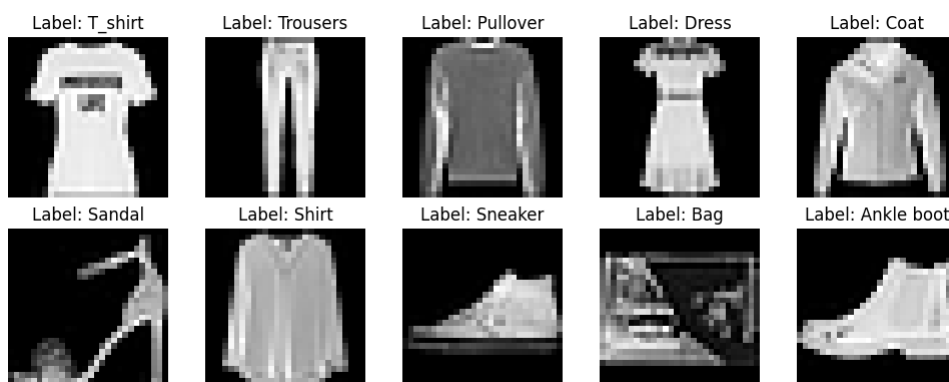 Label: T_shirt
Label: Trousers
Label: Pullover
Label: Dress
Label: Coat
Label: Sandal
Label: Shirt
Label: Sneaker
Label: Bag
Label: Ankle boot